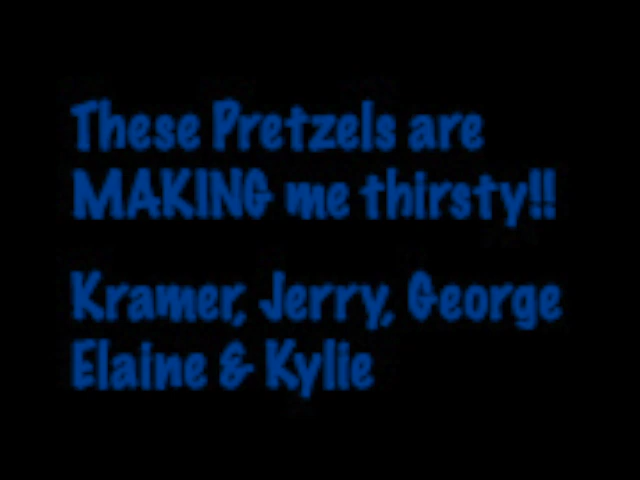 These Pretzels are
MAKING me thirsty!!
Kramer, Jerry, George
Elaine & Kylie